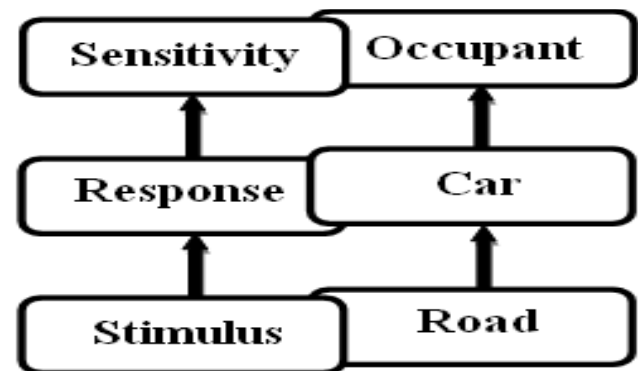 Sensitivity
Occupant
Response
Car
Stimulus
Road